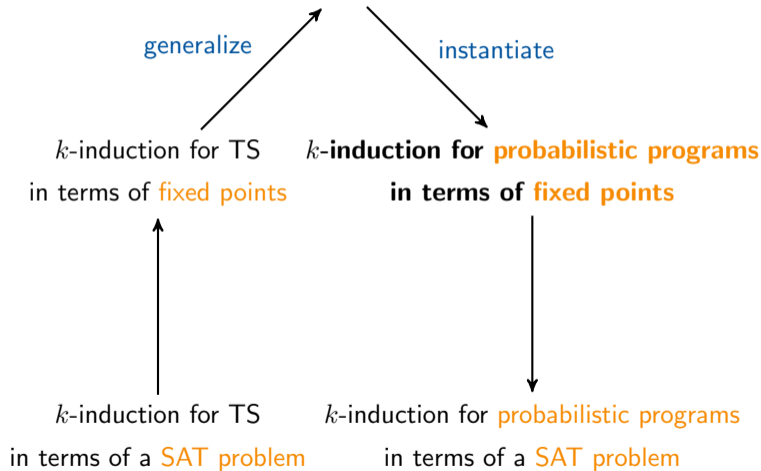 generalize
instantiate
k-induction for TS
in terms of fixed points
k-induction for probabilistic programs
in terms of fixed points
k-induction for TS
in terms of a SAT problem
k-induction for probabilistic programs
in terms of a SAT problem